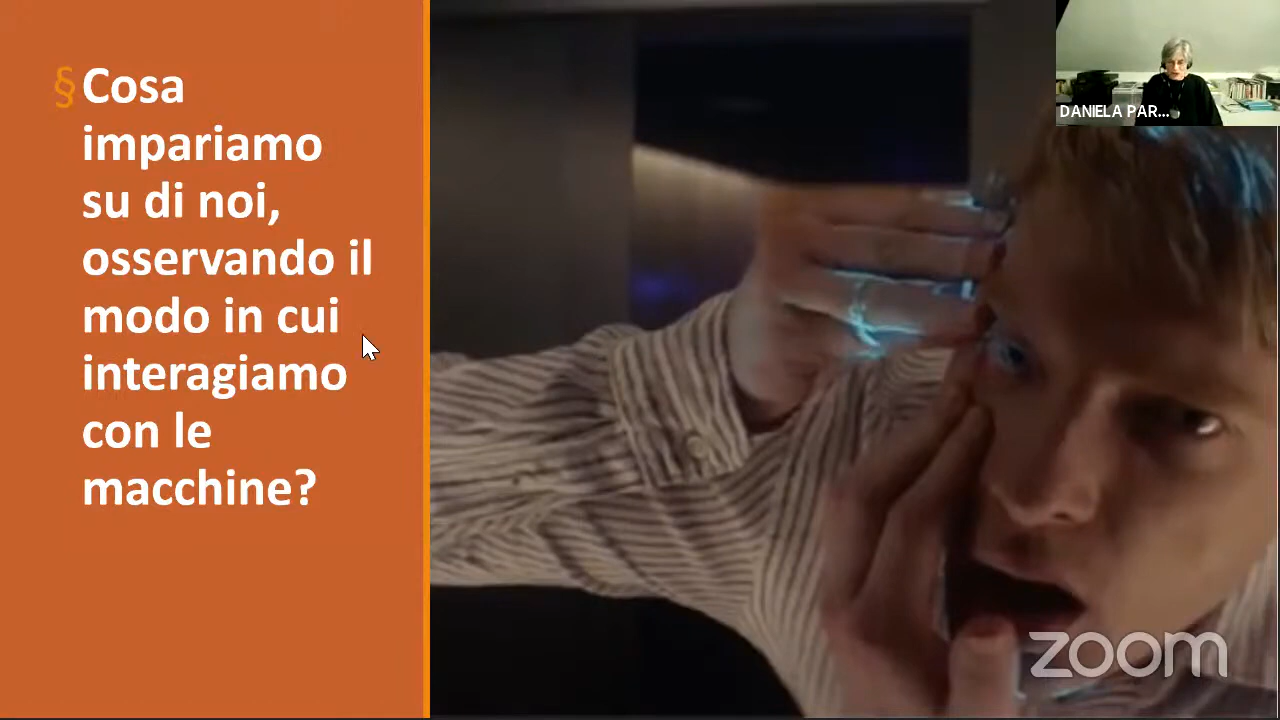 §Cosa
impariamo
su di noi,
osservando il
modo in cui
interagiamo
con le
macchine?
DANIELA PAR...
zoom